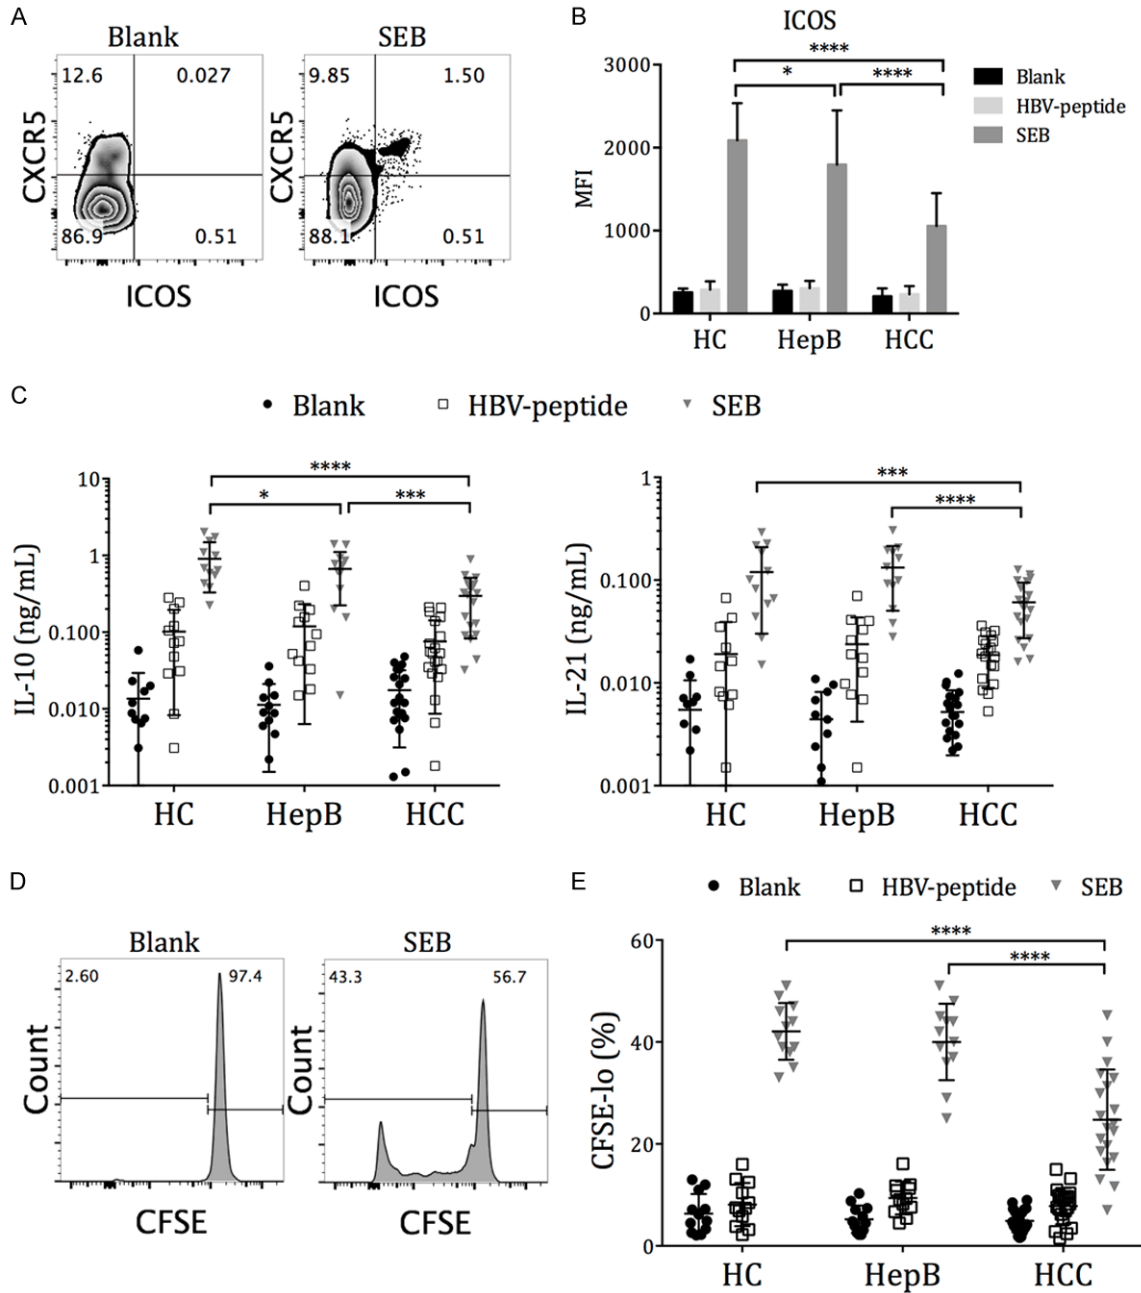 A
Blank
SEB
12.6 0.027
86.9 0.51
CXCR5
ICOS
9.85 1.50
88.1 0.51
CXCR5
ICOS
B
ICOS
****
* ****
3000
2000
1000
0
MFI
HC HepB HCC
Blank
HBV-peptide
SEB
C
Blank HBV-peptide SEB
****
* ***
10
1
0.100
0.010
0.001
IL-10 (ng/mL)
HC HepB HCC
***
****
1
0.100
0.010
0.001
IL-21 (ng/mL)
HC HepB HCC
D
Blank
2.60 97.4
Count
CFSE
SEB
43.3 56.7
Count
CFSE
E
Blank HBV-peptide SEB
****
****
60
40
20
0
CFSE-lo (%)
HC HepB HCC